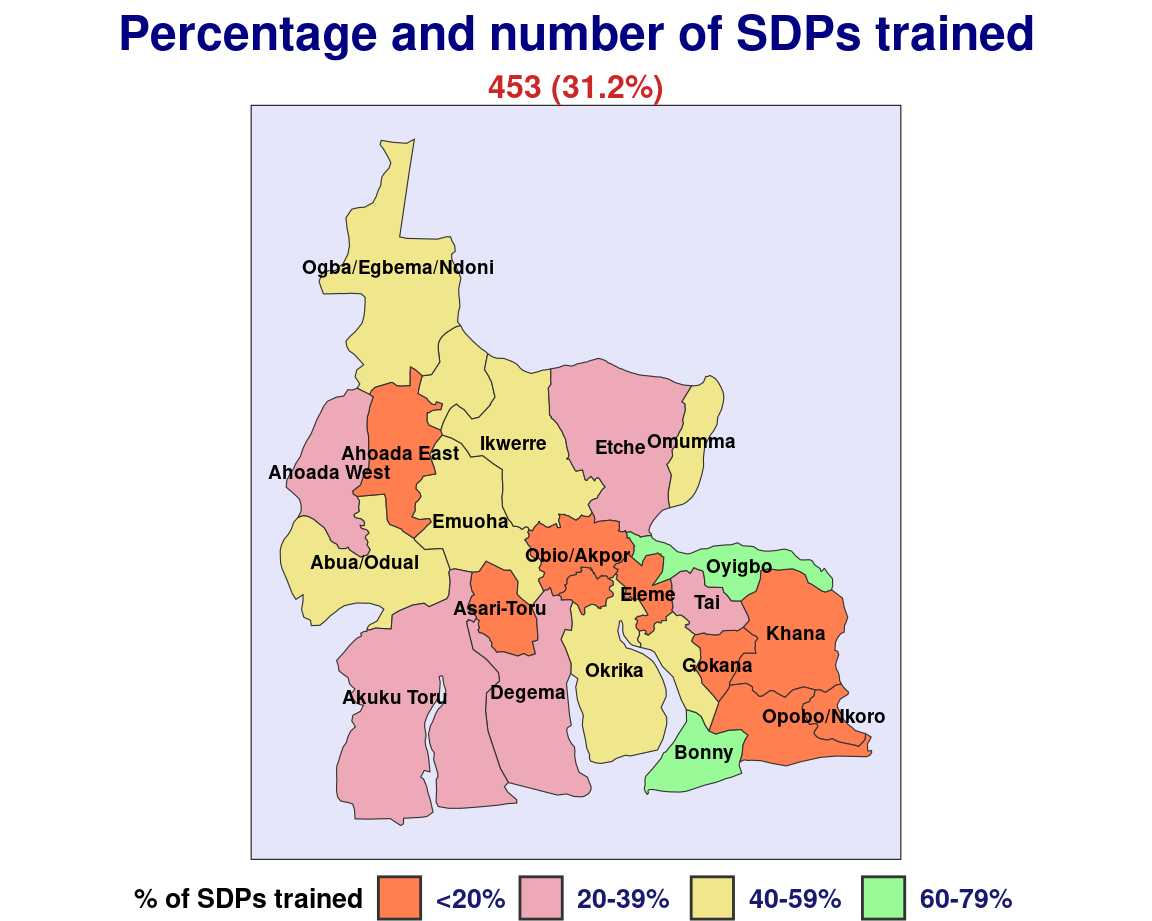 Percentage and number of SDPs trained
453 (31.2%)
Ogba/Egbema/Ndoni
Ikwerre
Etche
Omumma
Ahoada East
Ahoada West
Emuoha
Obio/Akpor
Abua/Odual
Oyigbo
Eleme
Tai
Asari-Toru
Khana
Gokana
Okrika
Degema
Akuku Toru
Opobo/Nkoro
Bonny
% of SDPs trained <20% 20-39% 40-59% 60-79%